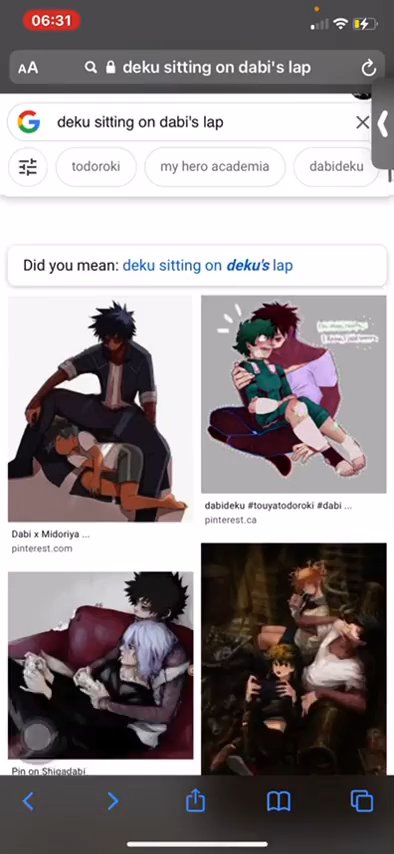 06:31
AA deku sitting on dabi's lap
deku sitting on dabi's lap
todoroki my hero academia dabideku
Did you mean: deku sitting on deku's lap
dabideku #touyatodoroki #dabi ...
pinterest.ca
Dabi x Midoriya ...
pinterest.com
Pin on Shigadabi